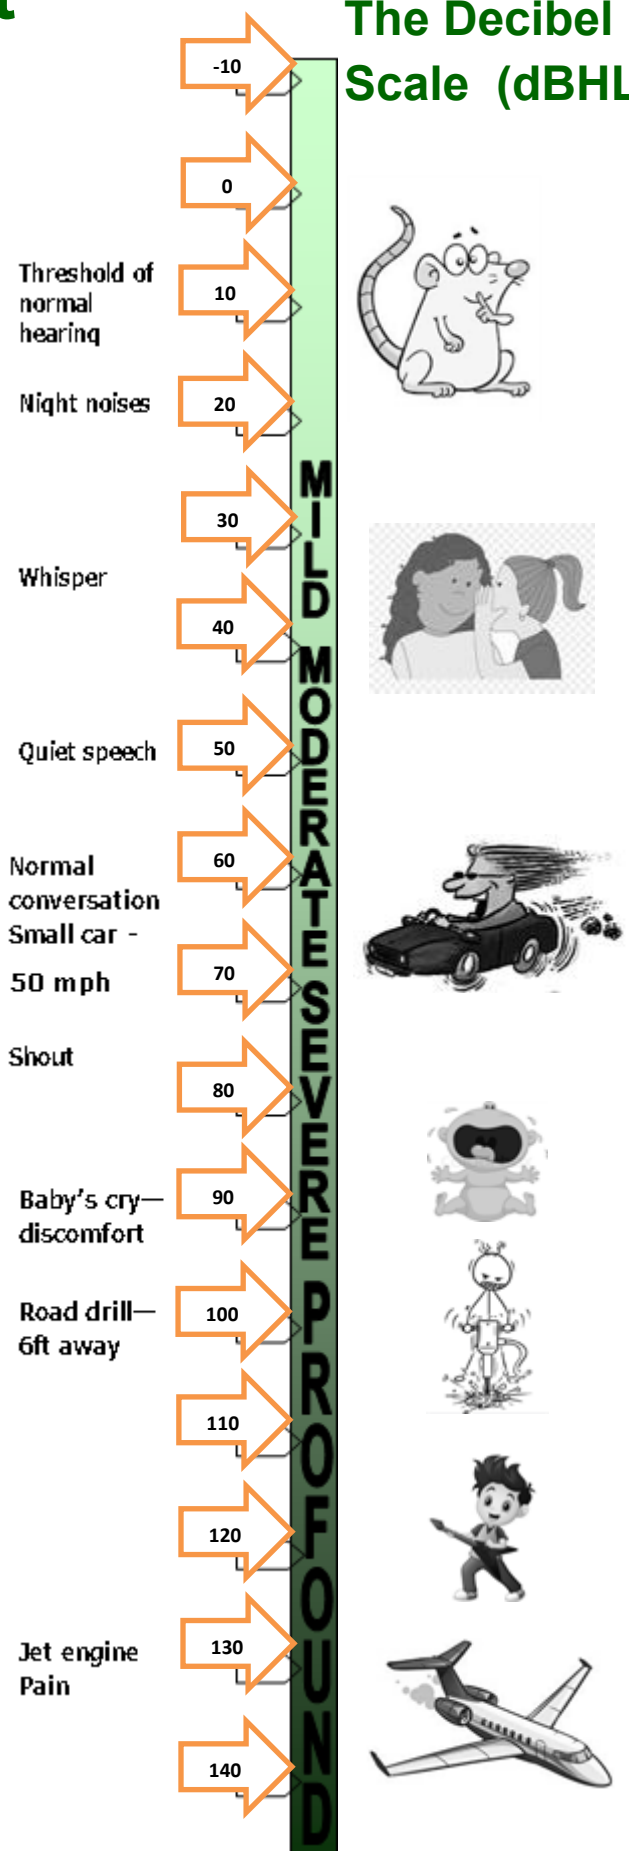 t
The Decibel
Scale (dBHL
-10
0
Threshold of
normal
hearing
10
Night noises
20
30
Whisper
40
Quiet speech
50
Normal
conversation
Small car -
50 mph
60
70
Shout
80
Baby's cry—
discomfort
90
Road drill—
6ft away
100
110
120
Jet engine
Pain
130
140
MILD
MODERATE
SEVERE
PROFOUND